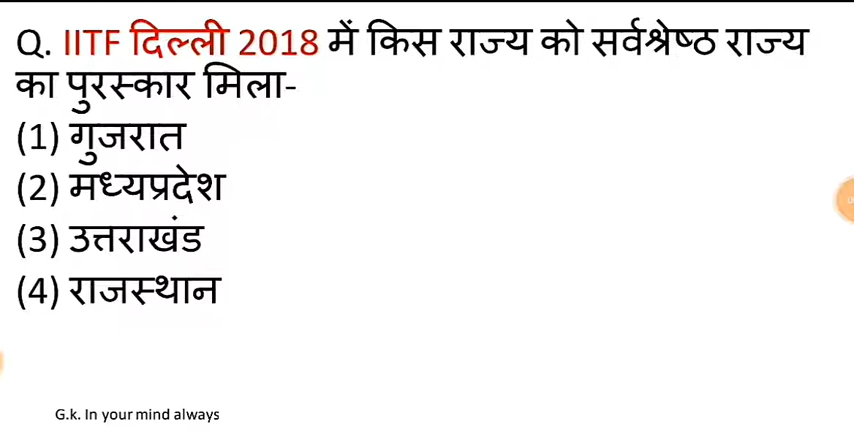 Q. IITF दिल्ली 2018 में किस राज्य को सर्वश्रेष्ठ राज्य
का पुरस्कार मिला-
(1) गुजरात
(2) मध्यप्रदेश
(3) उत्तराखंड
(4) राजस्थान
G.k. In your mind always